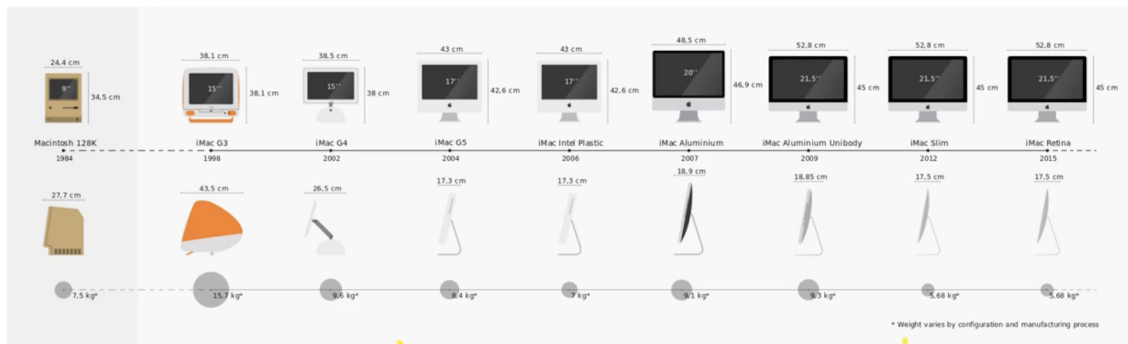 24,4 cm
38,1 cm
38,5 cm
43 cm
43 cm
48,5 cm
52,8 cm
52,8 cm
52,8 cm
9''
34,5 cm
15''
38,1 cm
15''
38 cm
17''
42,6 cm
17''
42,6 cm
20''
46,9 cm
21,5''
45 cm
21,5''
45 cm
21,5''
45 cm
Macintosh 128K
iMac G3
iMac G4
iMac G5
iMac Intel Plastic
iMac Aluminium
iMac Aluminium Unibody
iMac Slim
iMac Retina
1984
1998
2002
2004
2006
2007
2009
2012
2015
27,7 cm
43,5 cm
26,5 cm
17,3 cm
17,3 cm
18,9 cm
18,85 cm
17,5 cm
17,5 cm
7,5 kg*
15,7 kg*
9,6 kg*
8,4 kg*
7 kg*
9,1 kg*
9,3 kg*
5,68 kg*
5,68 kg*
* Weight varies by configuration and manufacturing process